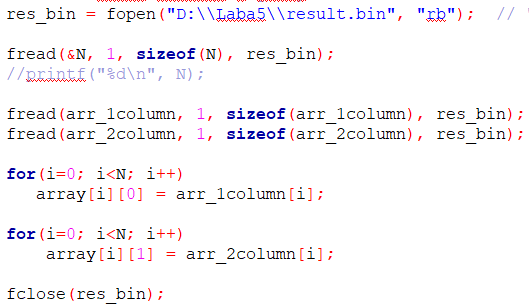 res_bin = fopen("D:\\Laba5\\result.bin", "rb");  //
fread(&N, 1, sizeof(N), res_bin);
//printf("%d\n", N);
fread(arr_1column, 1, sizeof(arr_1column), res_bin);
fread(arr_2column, 1, sizeof(arr_2column), res_bin);
for(i=0; i<N; i++)
array[i][0] = arr_1column[i];
for(i=0; i<N; i++)
array[i][1] = arr_2column[i];
fclose(res_bin);